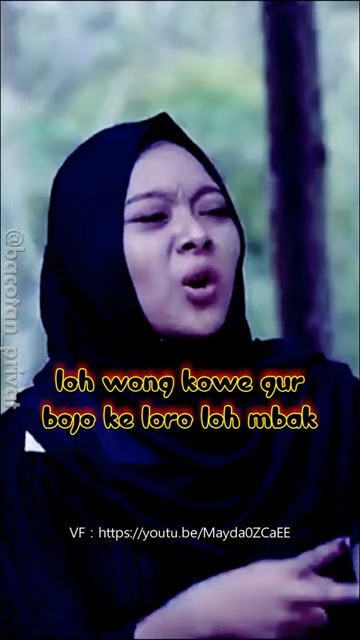 @bacotan_privat
loh wong kowe gur
bojo ke loro loh mbak
VF : https://youtu.be/Mayda0ZCaEE